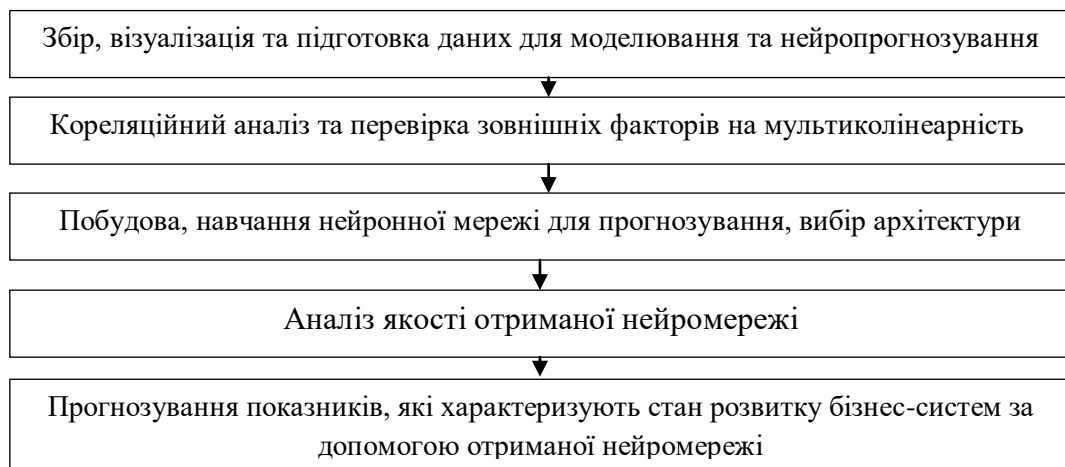 Збір, візуалізація та підготовка даних для моделювання та нейропрогнозування
Кореляційний аналіз та перевірка зовнішніх факторів на мультиколінеарність
Побудова, навчання нейронної мережі для прогнозування, вибір архітектури
Аналіз якості отриманої нейромережі
Прогнозування показників, які характеризують стан розвитку бізнес-систем за
допомогою отриманої нейромережі